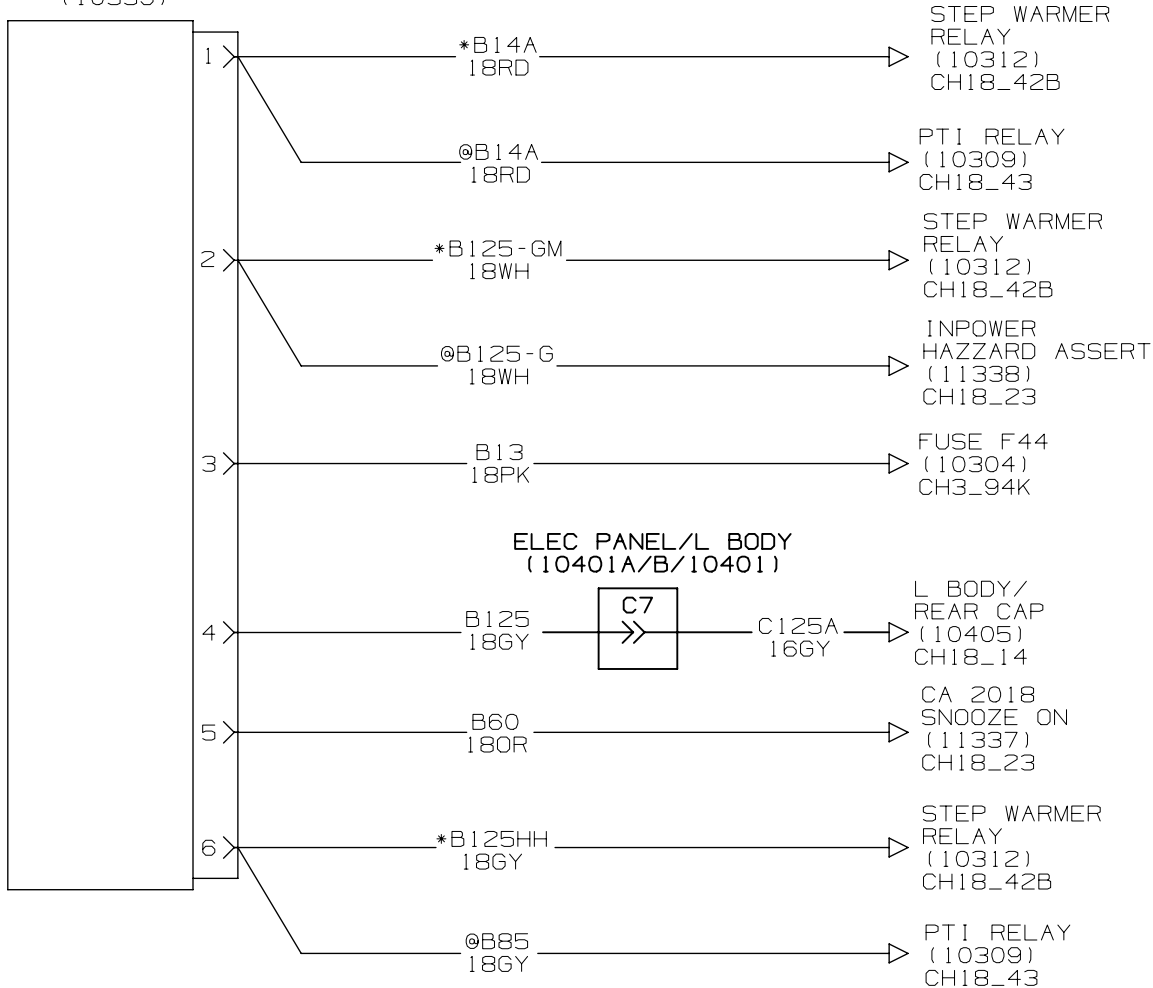 1
*B14A
18RD
STEP WARMER
RELAY
(10312)
CH18_42B
@B14A
18RD
PTI RELAY
(10309)
CH18_43
2
*B125-GM
18WH
STEP WARMER
RELAY
(10312)
CH18_42B
@B125-G
18WH
INPOWER
HAZZARD ASSERT
(11338)
CH18_23
3
B13
18PK
FUSE F44
(10304)
CH3_94K
ELEC PANEL/L BODY
(10401A/B/10401)
C7
4
B125
18GY
C125A
16GY
L BODY/
REAR CAP
(10405)
CH18_14
5
B60
18OR
CA 2018
SNOOZE ON
(11337)
CH18_23
6
*B125HH
18GY
STEP WARMER
RELAY
(10312)
CH18_42B
@B85
18GY
PTI RELAY
(10309)
CH18_43